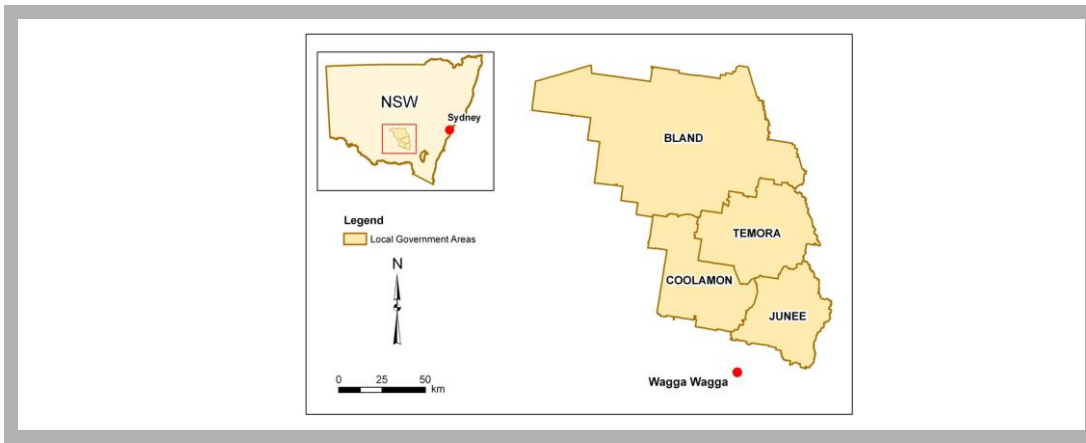 NSW
Sydney
BLAND
Legend
Local Government Areas
TEMORA
N
COOLAMON
JUNEE
0 25 50
km
Wagga Wagga